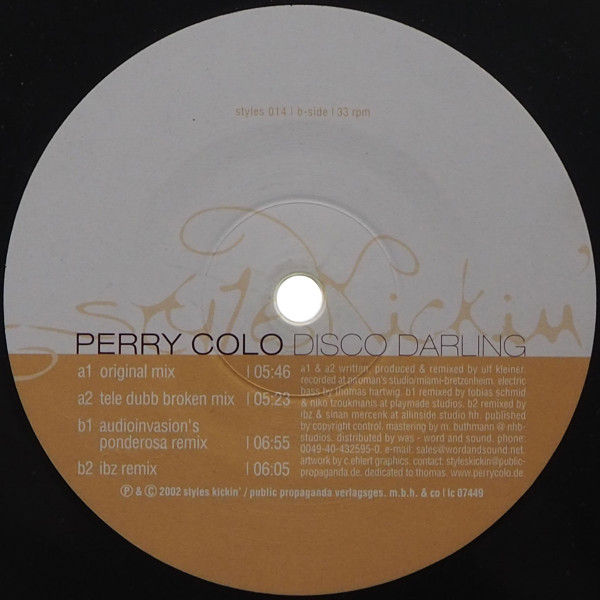 styles 014 | b-side | 33 rpm
style Kickin'
PERRY COLO DISCO DARLING
a1 original mix | 05:46
a2 tele dubb broken mix | 05:23
b1 audioinvasion's
ponderosa remix | 06:55
b2 ibz remix | 06:05
a1 & a2 written, produced & remixed by ulf kleiner.
recorded at pitroman's studio/miami-bretzenheim. electric
bass by thomas hartwig. b1 remixed by tobias schmid
& niko tzoukmanis at playmade studios. b2 remixed by
ibz & sinan mercenk at allinside studio hh. published
by copyright control. mastering by m. buthmann @ nhb-
studios. distributed by was - word and sound. phone:
0049-40-432595-0. e-mail: sales@wordandsound.net.
artwork by c.ehlert graphics. contact: styleskickin@public-
propaganda.de. dedicated to thomas. www.perrycolo.de.
℗ & © 2002 styles kickin' / public propaganda verlagsges. m.b.h. & co | lc 07449